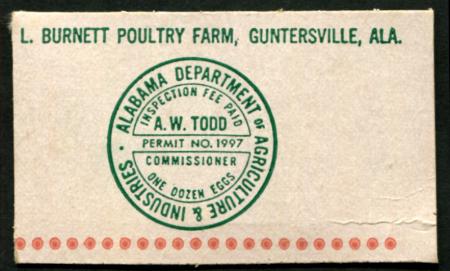 L. BURNETT POULTRY FARM, GUNTERSVILLE, ALA.
ALABAMA DEPARTMENT of AGRICULTURE & INDUSTRIES •
INSPECTION FEE PAID
A. W. TODD
PERMIT NO. 1997
COMMISSIONER
ONE DOZEN EGGS